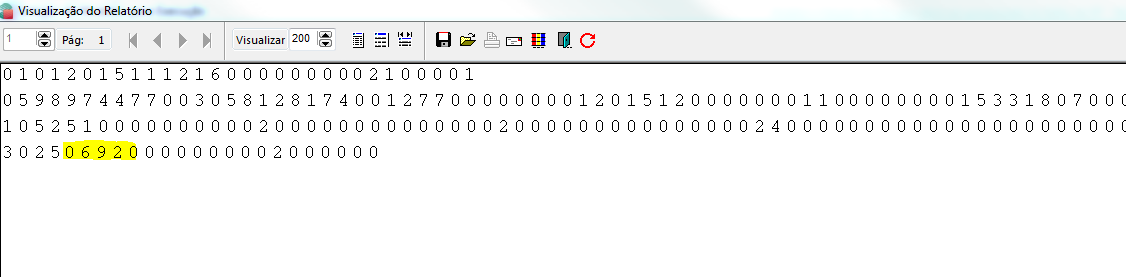 Visualização do Relatório
1 Pág: 1 Visualizar 200
0 1 0 1 2 0 1 5 1 1 1 2 1 6 0 0 0 0 0 0 0 0 0 2 1 0 0 0 0 1
0 5 9 8 9 7 4 4 7 7 0 0 3 0 5 8 1 2 8 1 7 4 0 0 1 2 7 7 0 0 0 0 0 0 0 0 1 2 0 1 5 1 2 0 0 0 0 0 0 0 1 1 0 0 0 0 0 0 0 0 1 5 3 3 1 8 0 7 0 0 0
1 0 5 2 5 1 0 0 0 0 0 0 0 0 0 0 2 0 0 0 0 0 0 0 0 0 0 0 0 0 0 2 0 0 0 0 0 0 0 0 0 0 0 0 0 0 0 2 4 0 0 0 0 0 0 0 0 0 0 0 0 0 0 0 0 0 0 0 0 0 0
3 0 2 5 0 6 9 2 0 0 0 0 0 0 0 0 0 2 0 0 0 0 0 0